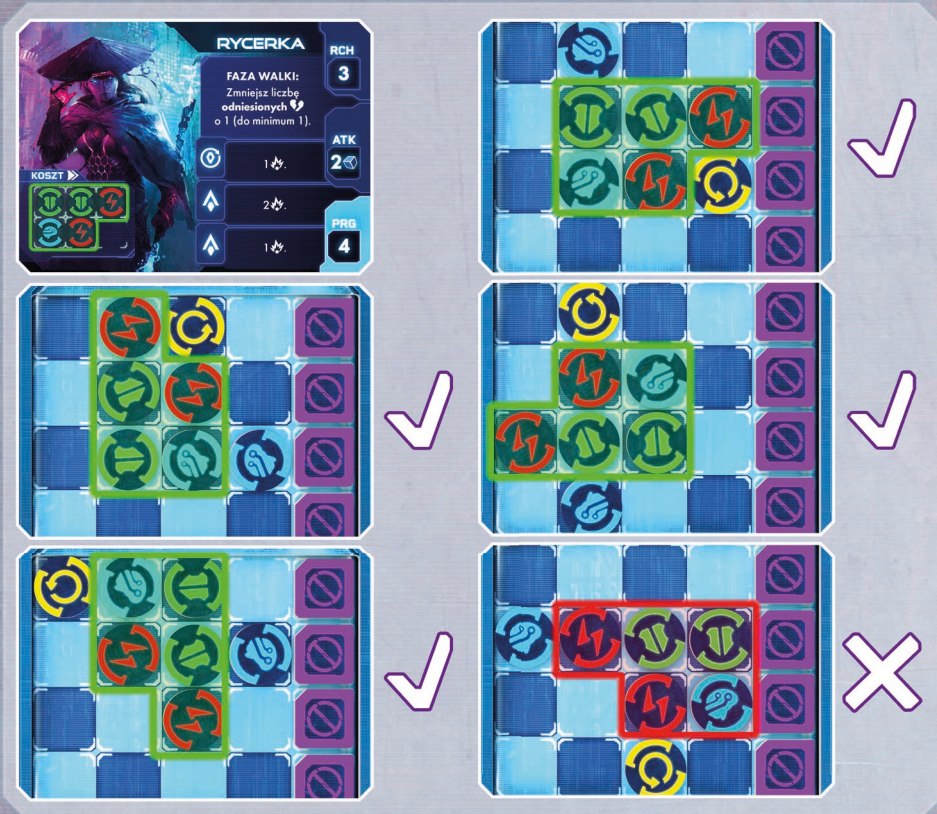 RYCERKA
RCH
3
FAZA WALKI:
Zmniejsz liczbę
odniesionych
o 1 (do minimum 1).
ATK
2
KOSZT
1 .
2 .
PRG
4
1 .